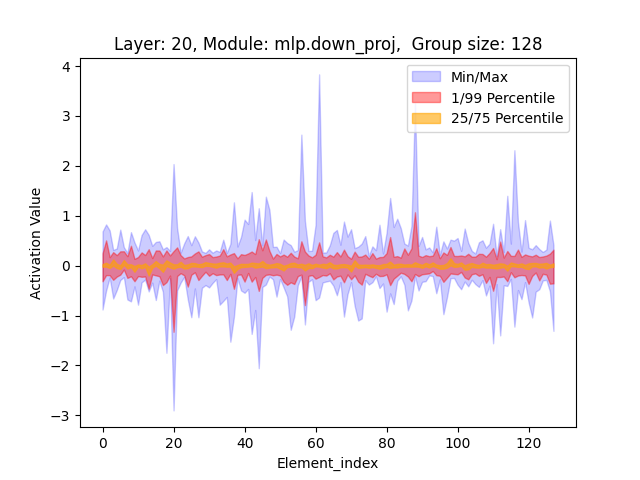 Layer: 20, Module: mlp.down_proj,  Group size: 128
Min/Max
1/99 Percentile
25/75 Percentile
Activation Value
4
3
2
1
0
−1
−2
−3
0
20
40
60
80
100
120
Element_index